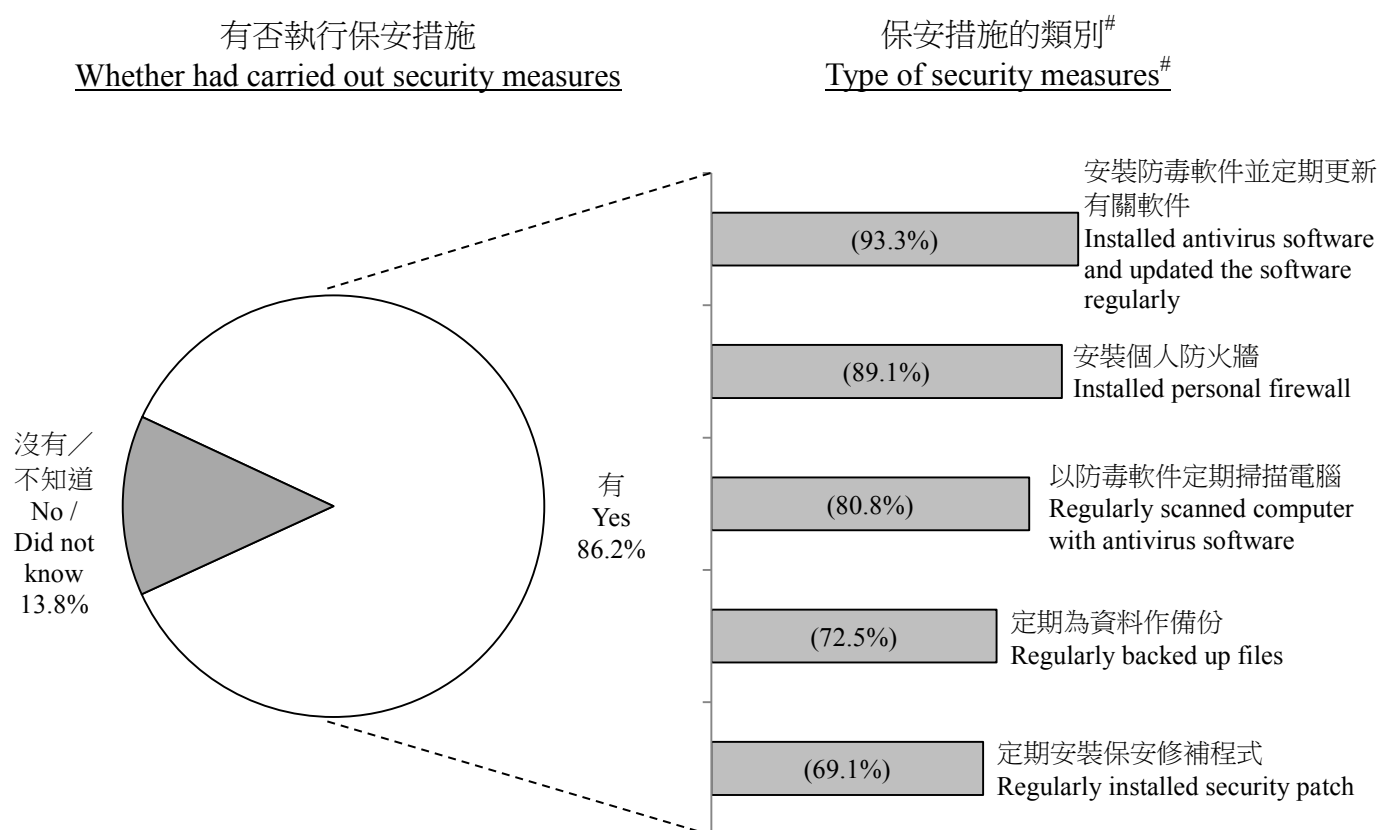 有否執行保安措施
Whether had carried out security measures
保安措施的類別#
Type of security measures#
沒有／
不知道
No /
Did not
know
13.8%
有
Yes
86.2%
(93.3%)
安裝防毒軟件並定期更新
有關軟件
Installed antivirus software
and updated the software
regularly
(89.1%)
安裝個人防火牆
Installed personal firewall
(80.8%)
以防毒軟件定期掃描電腦
Regularly scanned computer
with antivirus software
(72.5%)
定期為資料作備份
Regularly backed up files
(69.1%)
定期安裝保安修補程式
Regularly installed security patch